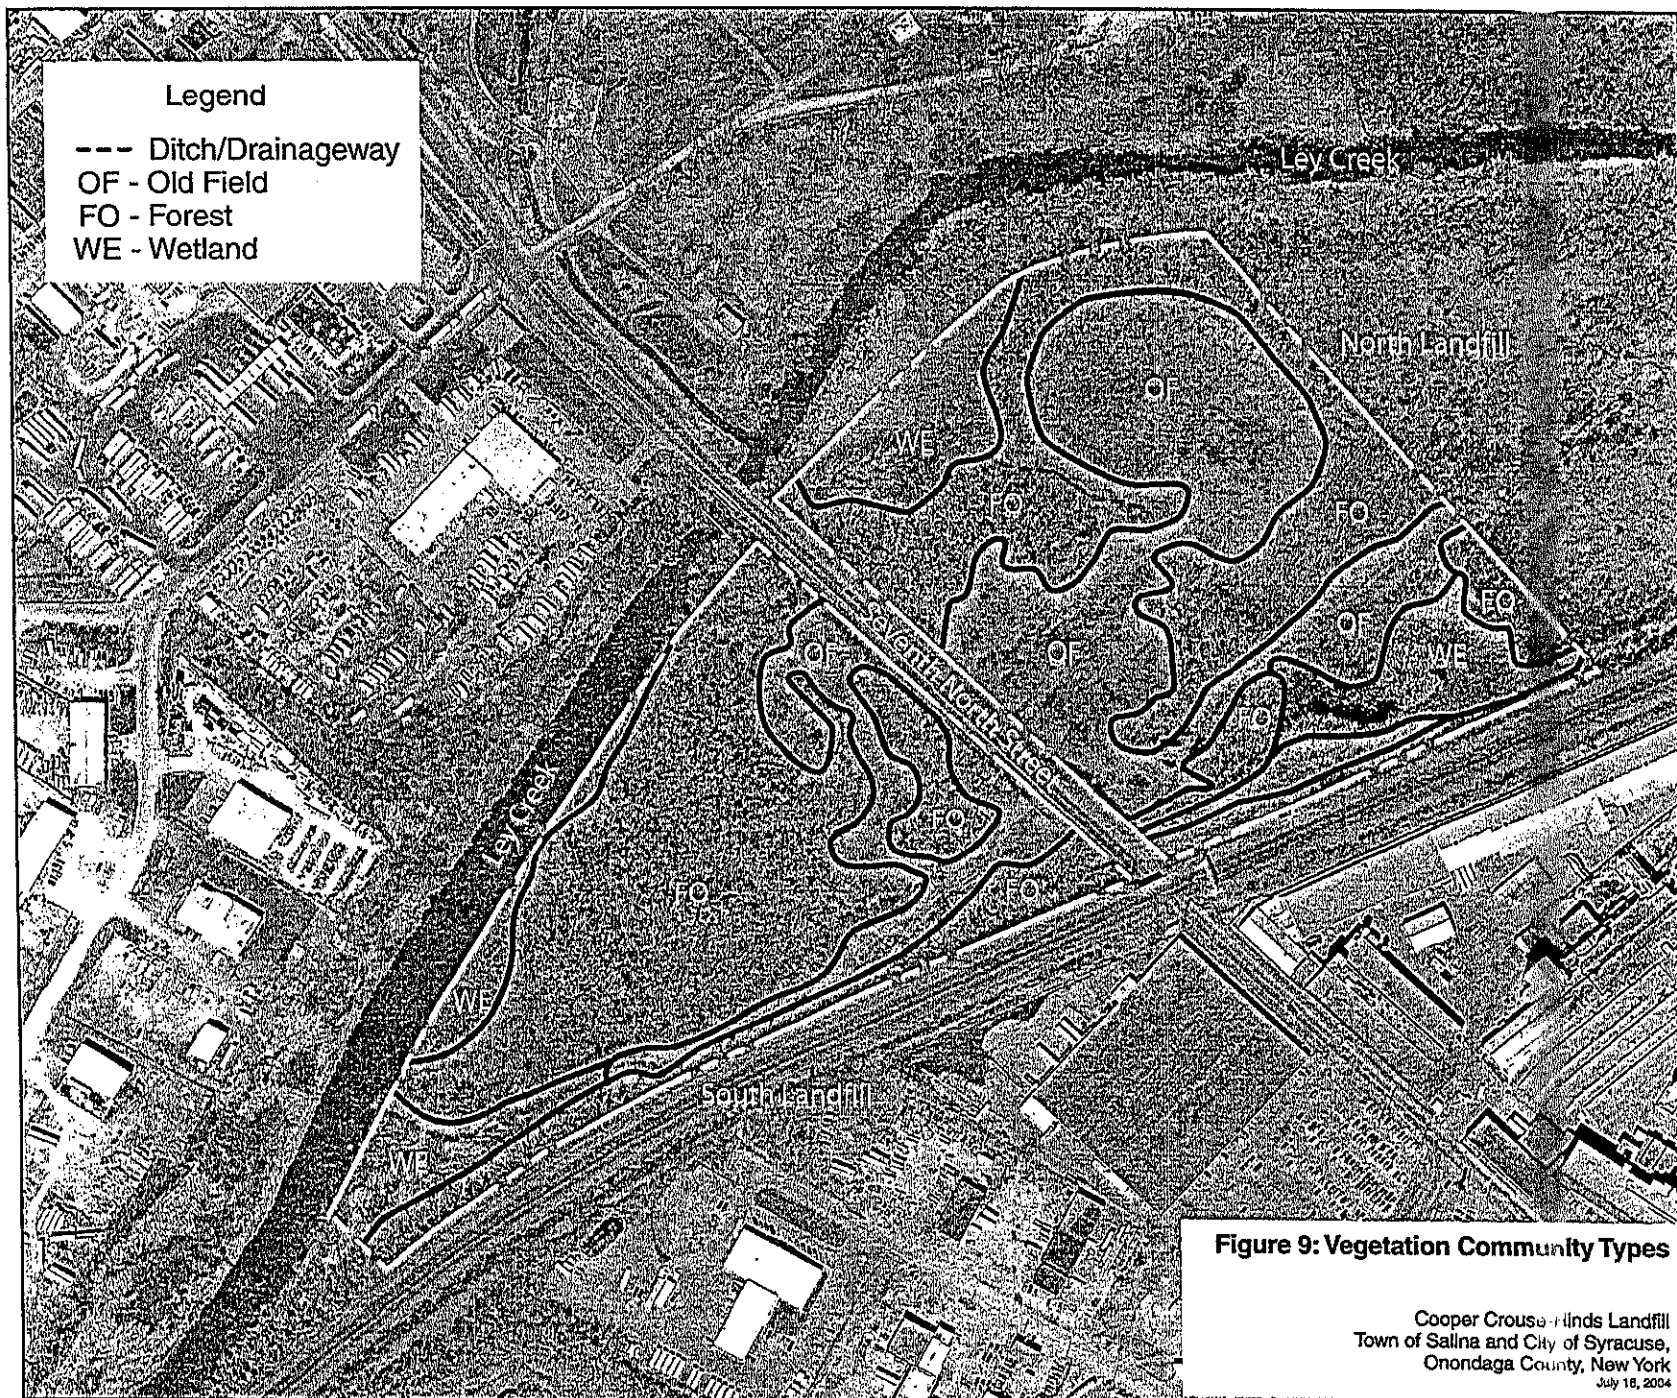 Legend
--- Ditch/Drainageway
OF - Old Field
FO - Forest
WE - Wetland
Ley Creek
North Landfill
OF
WE
FO
FO
OF
FO
WE
OF
OF
FO
Seventh North Street
Ley Creek
FO
FO
FO
WE
WE
South Landfill
Figure 9: Vegetation Community Types
Cooper Crouse-Hinds Landfill
Town of Salina and City of Syracuse,
Onondaga County, New York
July 16, 2004